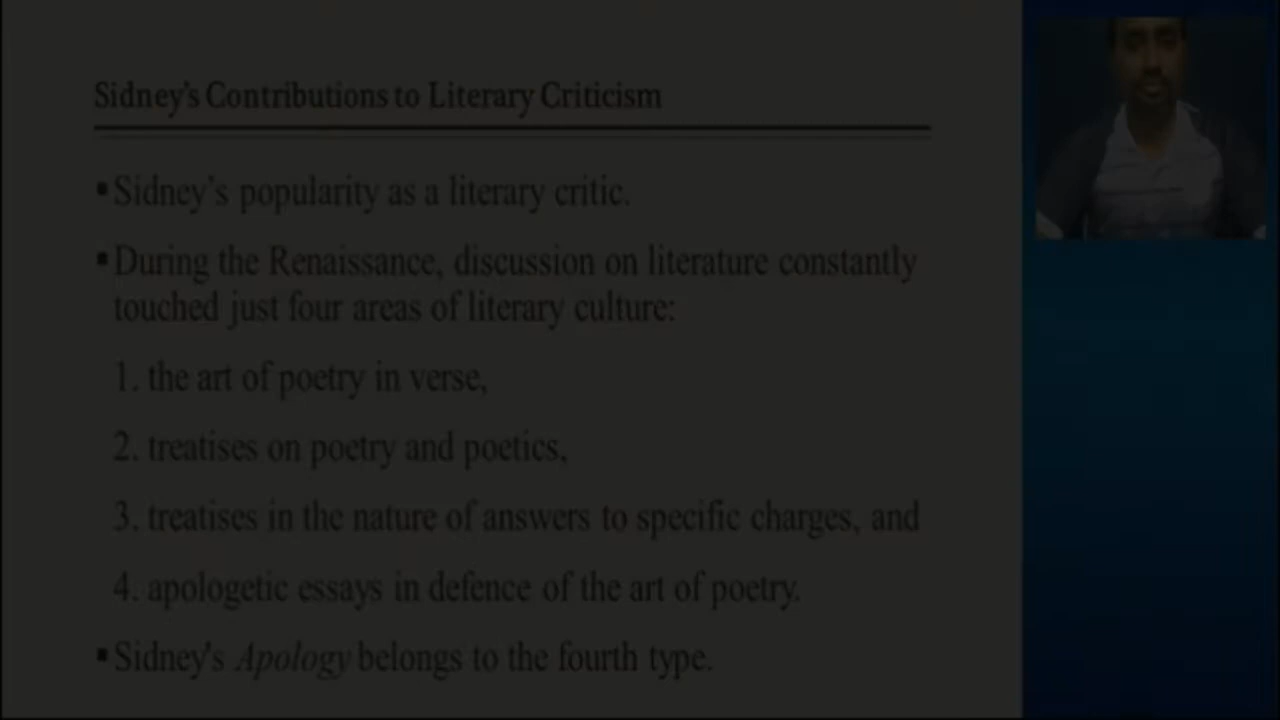 Sidney's Contributions to Literary Criticism
▪ Sidney's popularity as a literary critic.
▪ During the Renaissance, discussion on literature constantly
touched just four areas of literary culture:
1. the art of poetry in verse,
2. treatises on poetry and poetics,
3. treatises in the nature of answers to specific charges, and
4. apologetic essays in defence of the art of poetry.
▪ Sidney's Apology belongs to the fourth type.